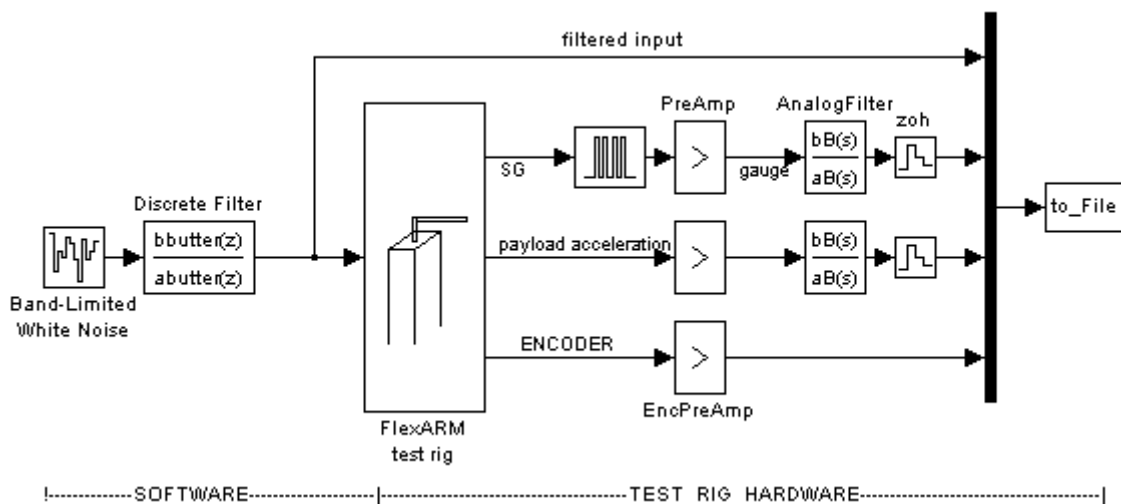 filtered input
PreAmp
AnalogFilter
zoh
bB(s)
aB(s)
SG
gauge
Discrete Filter
bbutter(z)
abutter(z)
payload acceleration
bB(s)
aB(s)
to_File
Band-Limited
White Noise
ENCODER
EncPreAmp
FlexARM
test rig
!------------SOFTWARE------------------|-----------------------------------TEST RIG HARDWARE-----------------------------------|